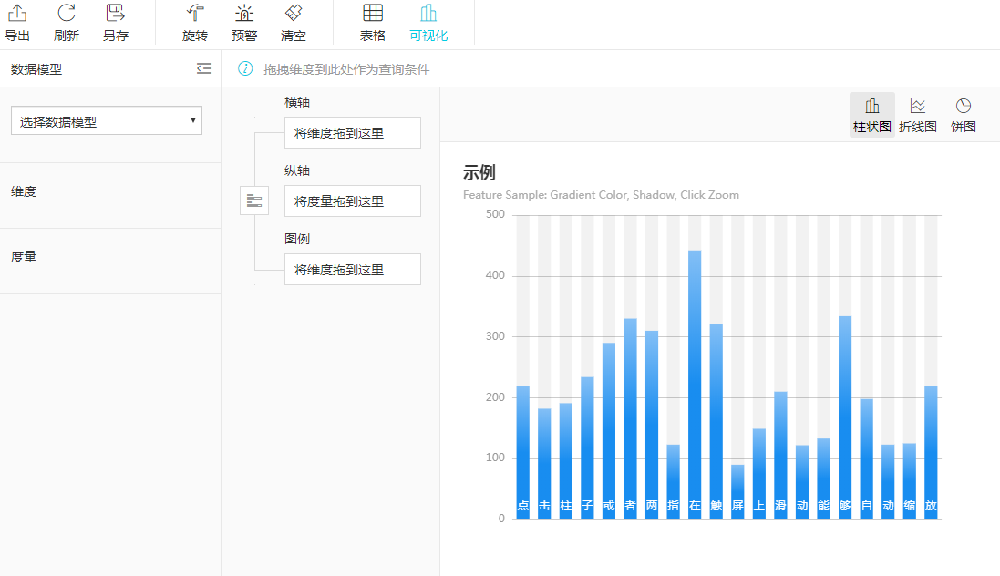 导出 刷新 另存 旋转 预警 清空 表格 可视化
数据模型
拖拽维度到此处作为查询条件
选择数据模型
维度
度量
横轴
将维度拖到这里
纵轴
将度量拖到这里
图例
将维度拖到这里
柱状图 折线图 饼图
示例
Feature Sample: Gradient Color, Shadow, Click Zoom
500
400
300
200
100
0
点 击 柱 子 或 者 两 指 在 触 屏 上 滑 动 能 够 自 动 缩 放